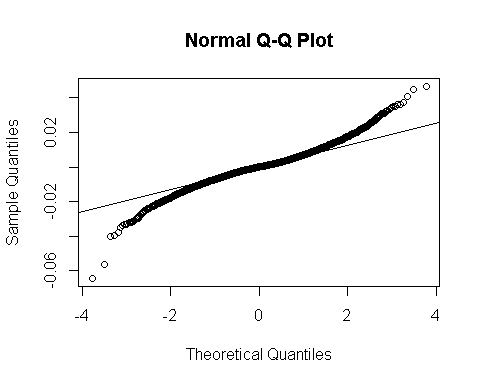 Normal Q-Q Plot
Sample Quantiles
0.02
-0.02
-0.06
-4 -2 0 2 4
Theoretical Quantiles